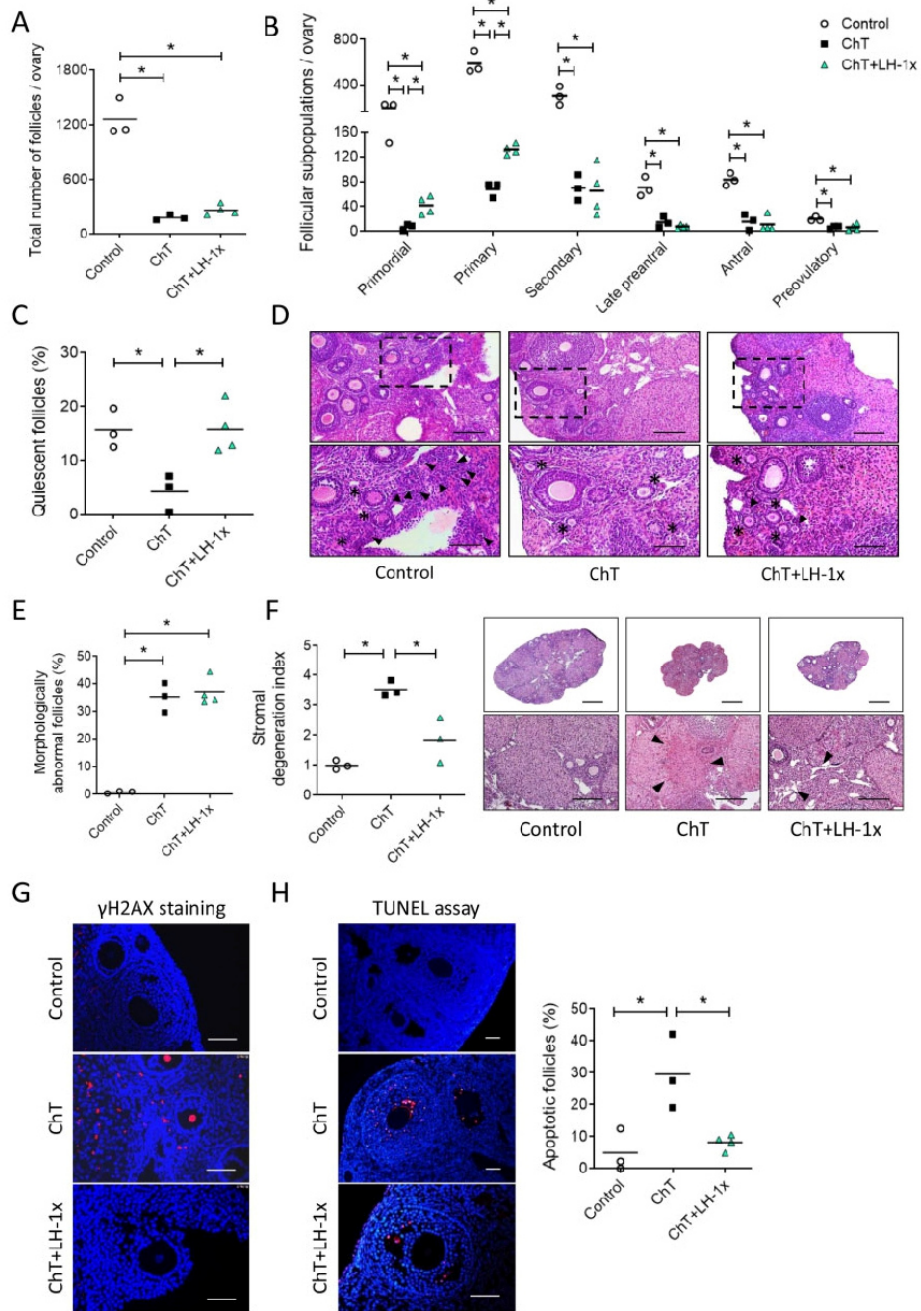 A
Total number of follicles / ovary
1800
1200
600
0
*
*
Control
ChT
ChT+LH-1x
B
Follicular subpopulations / ovary
800
400
160
120
80
40
0
*
* *
*
* *
*
*
*
*
*
*
*
*
Primordial
Primary
Secondary
Late preantral
Antral
Preovulatory
Control
ChT
ChT+LH-1x
C
Quiescent follicles (%)
30
20
10
0
* *
Control
ChT
ChT+LH-1x
D
Control
ChT
ChT+LH-1x
E
Morphologically
abnormal follicles (%)
50
40
30
20
10
0
*
*
Control
ChT
ChT+LH-1x
F
Stromal
degeneration index
5
4
3
2
1
0
* *
Control
ChT
ChT+LH-1x
Control
ChT
ChT+LH-1x
G
γH2AX staining
Control
ChT
ChT+LH-1x
H
TUNEL assay
Control
ChT
ChT+LH-1x
Apoptotic follicles (%)
50
40
30
20
10
0
* *
Control
ChT
ChT+LH-1x